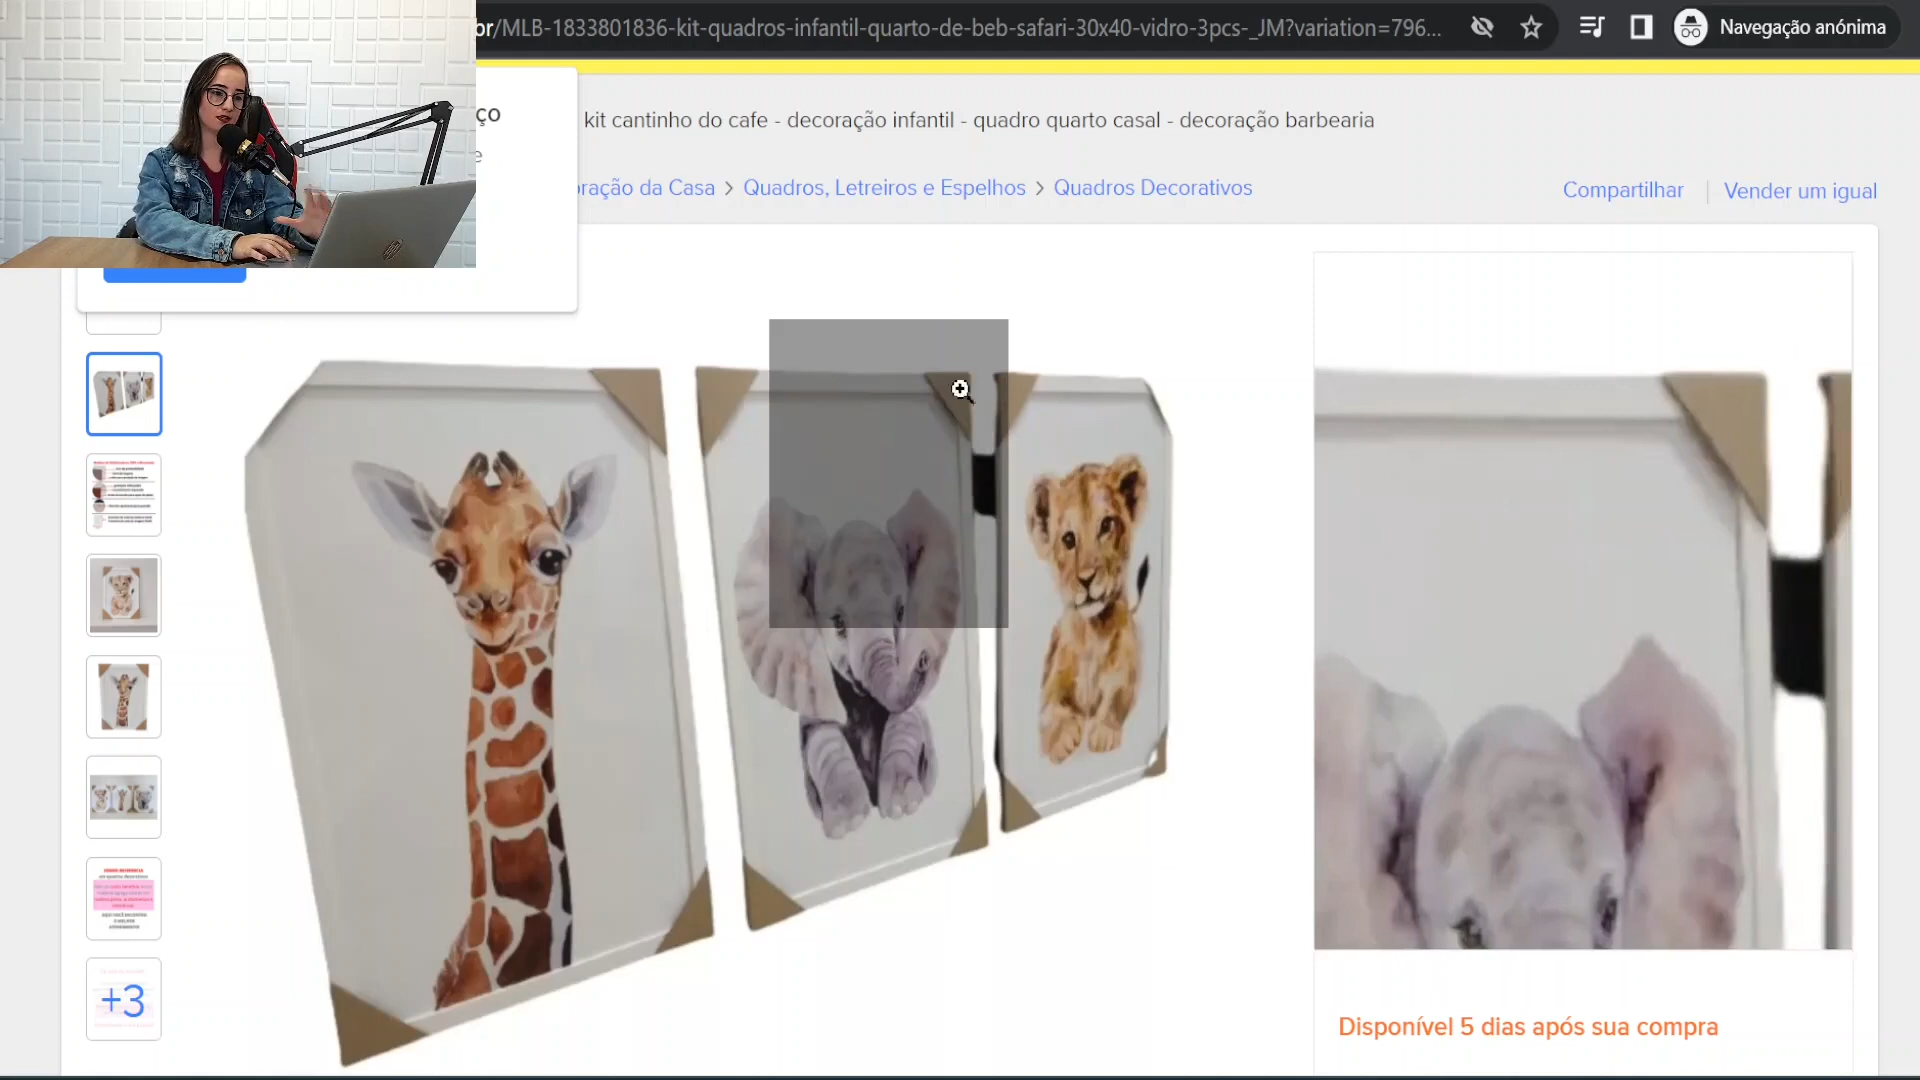 or/MLB-1833801836-kit-quadros-infantil-quarto-de-beb-safari-30x40-vidro-3pcs-_JM?variation=796...
Navegação anónima
ço
e
kit cantinho do cafe - decoração infantil - quadro quarto casal - decoração barbearia
oração da Casa > Quadros, Letreiros e Espelhos > Quadros Decorativos
Compartilhar
Vender um igual
+3
Disponível 5 dias após sua compra